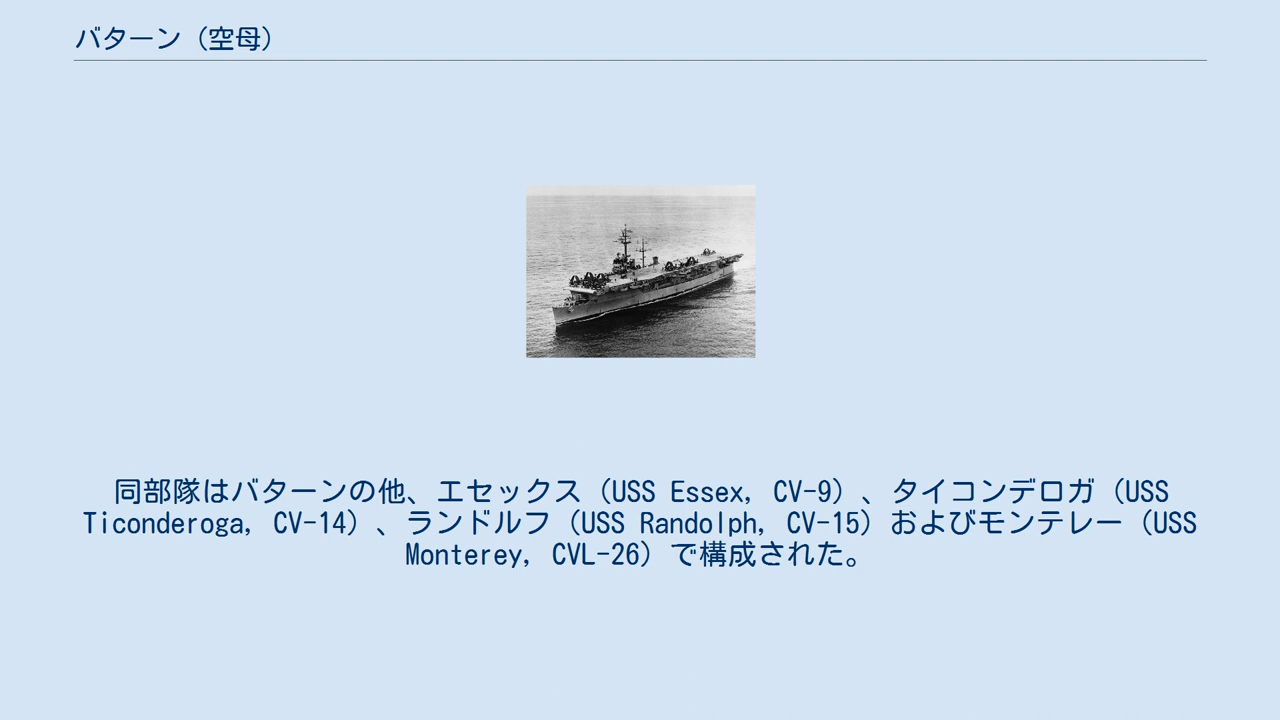 バターン（空母）
同部隊はバターンの他、エセックス（USS Essex, CV-9）、タイコンデロガ（USS
Ticonderoga, CV-14）、ランドルフ（USS Randolph, CV-15）およびモンテレー（USS
Monterey, CVL-26）で構成された。